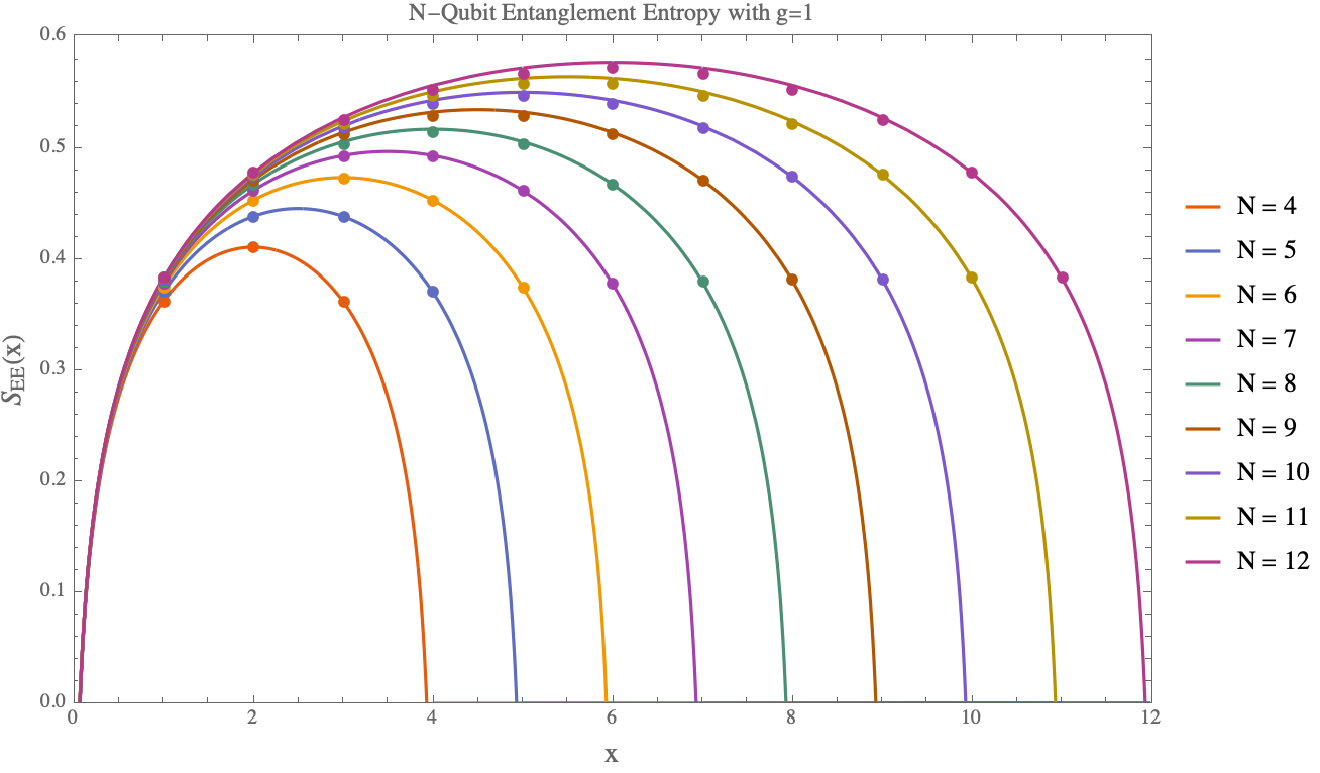 N−Qubit Entanglement Entropy with g=1
0.6
0.5
0.4
0.3
0.2
0.1
0.0
S_EE(x)
0 2 4 6 8 10 12
x
N = 4
N = 5
N = 6
N = 7
N = 8
N = 9
N = 10
N = 11
N = 12